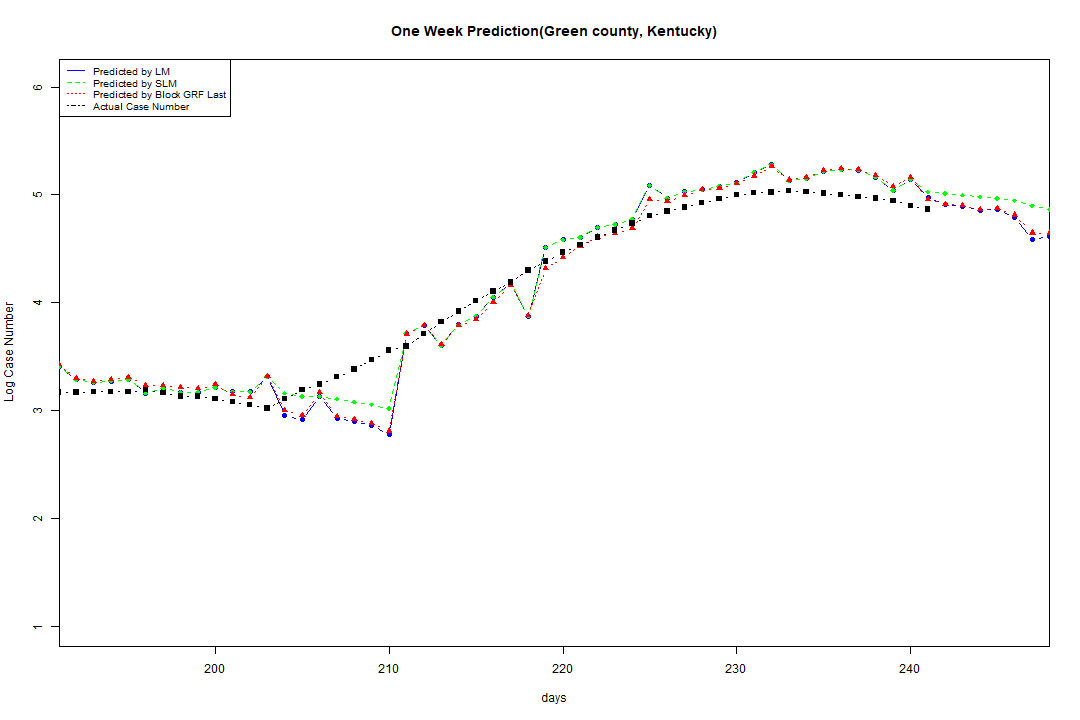 One Week Prediction(Green county, Kentucky)
Predicted by LM
Predicted by SLM
Predicted by Block GRF Last
Actual Case Number
6
5
4
3
2
1
Log Case Number
200 210 220 230 240
days